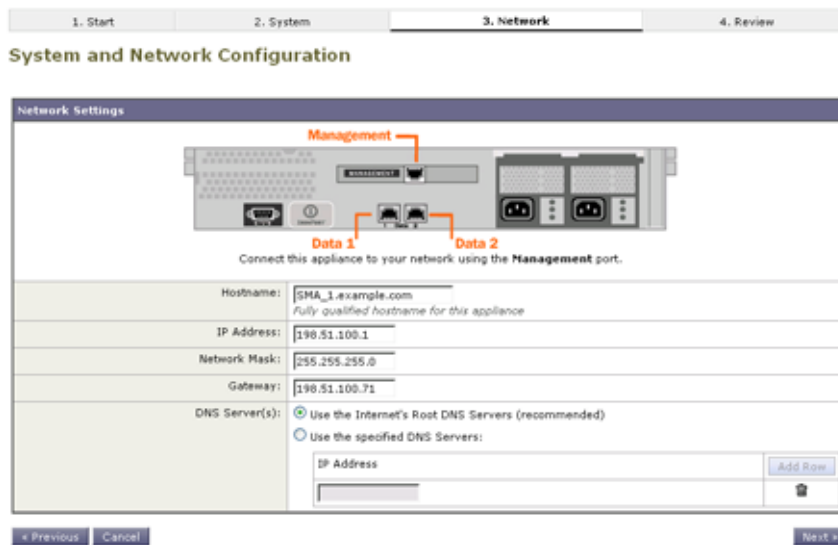 1. Start 2. System 3. Network 4. Review
System and Network Configuration
Network Settings
Management
MANAGEMENT
Data 1 Data 2
Connect this appliance to your network using the Management port.
Hostname: SMA_1.example.com
Fully qualified hostname for this appliance
IP Address: 198.51.100.1
Network Mask: 255.255.255.0
Gateway: 198.51.100.71
DNS Server(s): Use the Internet's Root DNS Servers (recommended)
Use the specified DNS Servers:
IP Address Add Row
« Previous Cancel Next »